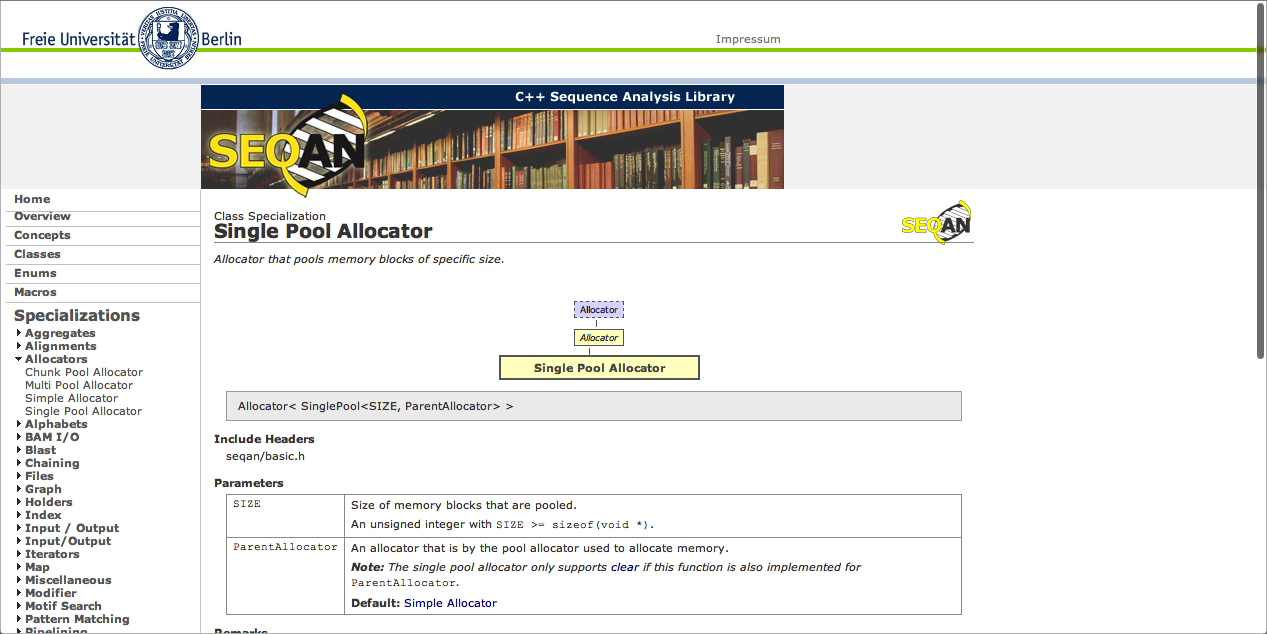 Freie Universität Berlin
Impressum
C++ Sequence Analysis Library
SEQAN
Home
Overview
Concepts
Classes
Enums
Macros
Specializations
Aggregates
Alignments
Allocators
Chunk Pool Allocator
Multi Pool Allocator
Simple Allocator
Single Pool Allocator
Alphabets
BAM I/O
Blast
Chaining
Files
Graph
Holders
Index
Input / Output
Input/Output
Iterators
Map
Miscellaneous
Modifier
Motif Search
Pattern Matching
Pipelining
Class Specialization
Single Pool Allocator
SEQAN
Allocator that pools memory blocks of specific size.
Allocator
Allocator
Single Pool Allocator
Allocator< SinglePool<SIZE, ParentAllocator> >
Include Headers
seqan/basic.h
Parameters
SIZE
Size of memory blocks that are pooled.
An unsigned integer with SIZE >= sizeof(void *).
ParentAllocator
An allocator that is by the pool allocator used to allocate memory.
Note: The single pool allocator only supports clear if this function is also implemented for
ParentAllocator.
Default: Simple Allocator
Remarks